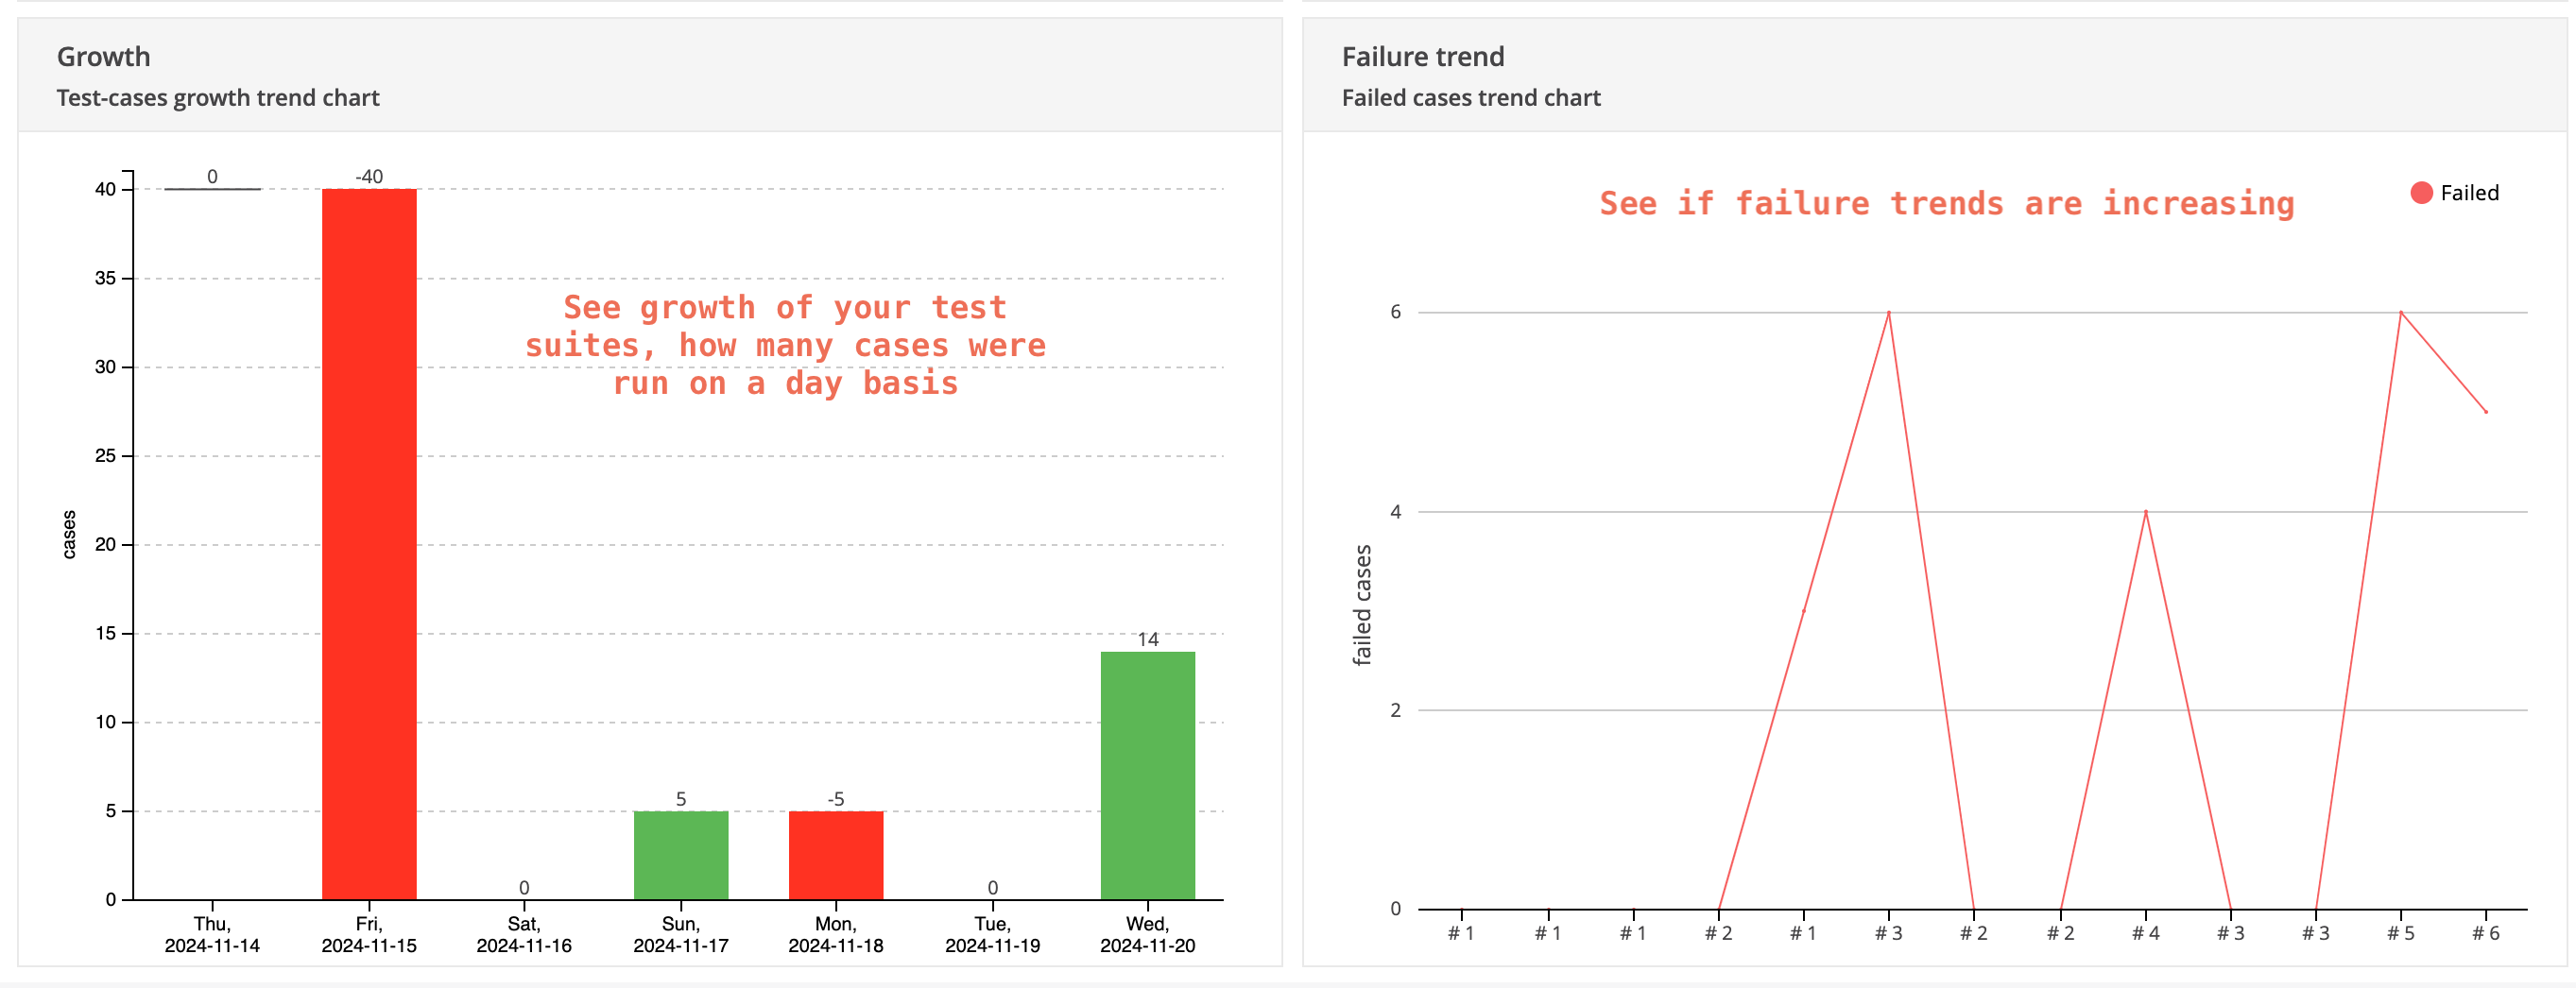 Growth
Test-cases growth trend chart
0
-40
40
35
See growth of your test
suites, how many cases were
30
run on a day basis
25
cases
20
15
14
10
5
5
-5
0
0
0
Thu,
2024-11-14
Fri,
2024-11-15
Sat,
2024-11-16
Sun,
2024-11-17
Mon,
2024-11-18
Tue,
2024-11-19
Wed,
2024-11-20
Failure trend
Failed cases trend chart
See if failure trends are increasing
Failed
6
4
failed cases
2
0
# 1
# 1
# 1
# 2
# 1
# 3
# 2
# 2
# 4
# 3
# 3
# 5
# 6